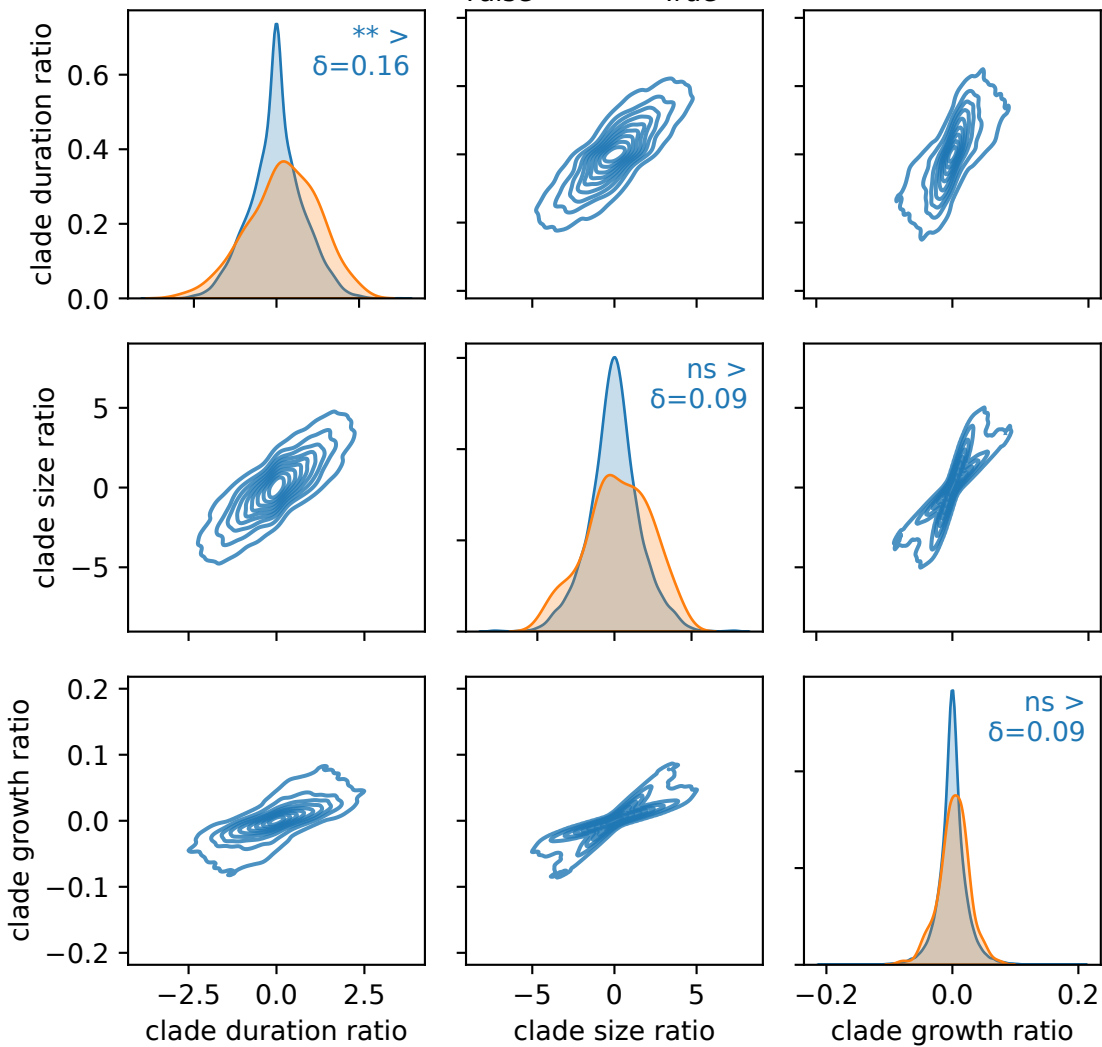 ** >
δ=0.16
clade duration ratio
0.6
0.4
0.2
0.0
ns >
δ=0.09
clade size ratio
5
0
−5
ns >
δ=0.09
clade growth ratio
0.2
0.1
0.0
−0.1
−0.2
−2.5 0.0 2.5
−5 0 5
−0.2 0.0 0.2
clade duration ratio
clade size ratio
clade growth ratio